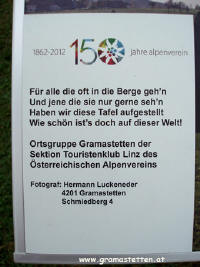 1862-2012 150 jahre alpenverein
Für alle die oft in die Berge geh'n
Und jene die sie nur gerne seh'n
Haben wir diese Tafel aufgestellt
Wie schön ist's doch auf dieser Welt!
Ortsgruppe Gramastetten der
Sektion Touristenklub Linz des
Österreichischen Alpenvereins
Fotograf: Hermann Luckeneder
4201 Gramastetten
Schmiedberg 4
www.gramastetten.at